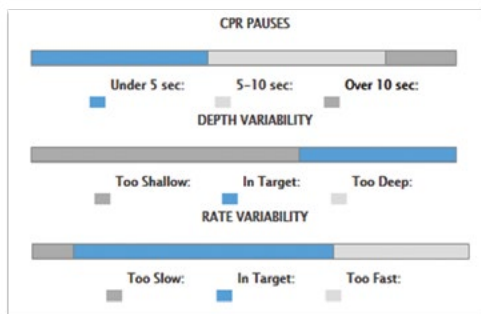 CPR PAUSES
Under 5 sec: 5-10 sec: Over 10 sec:
DEPTH VARIABILITY
Too Shallow: In Target: Too Deep:
RATE VARIABILITY
Too Slow: In Target: Too Fast: